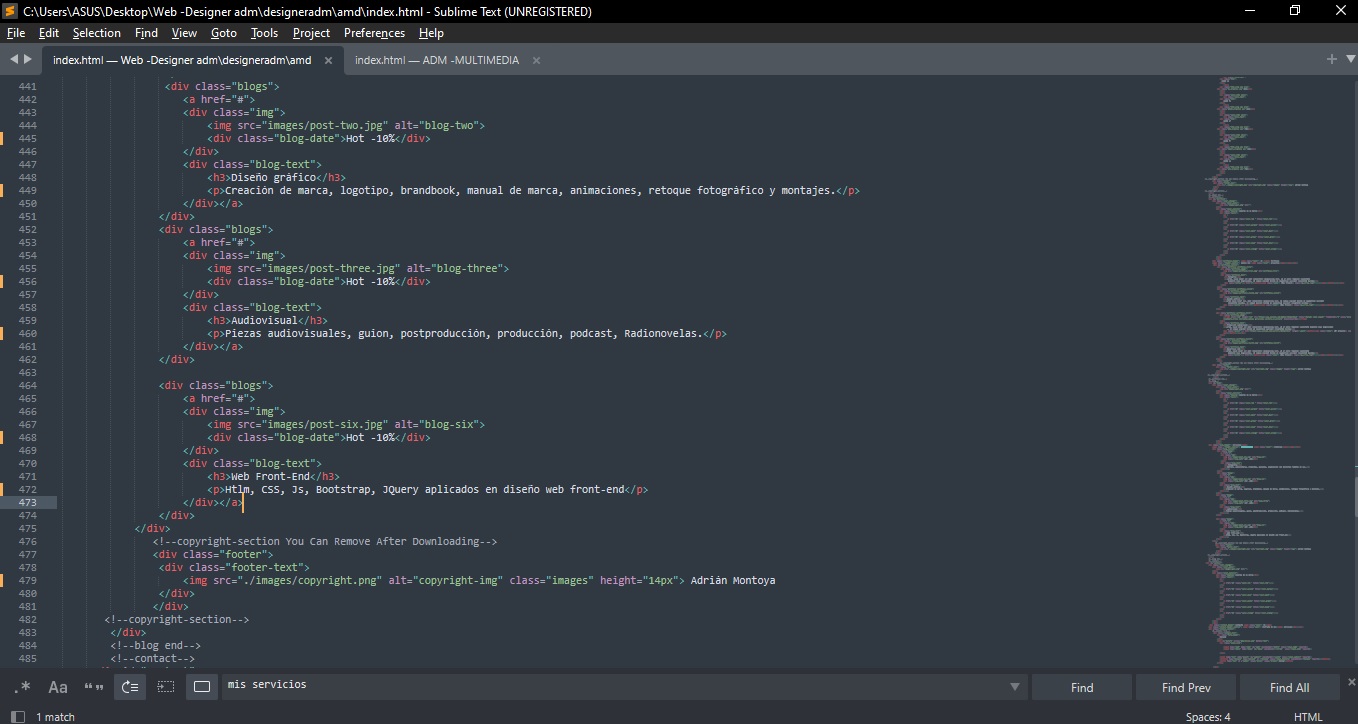 C:\Users\ASUS\Desktop\Web -Designer adm\designeradm\amd\index.html - Sublime Text (UNREGISTERED)
File Edit Selection Find View Goto Tools Project Preferences Help
index.html — Web -Designer adm\designeradm\amd × index.html — ADM -MULTIMEDIA ×
441 <div class="blogs">
442 <a href="#">
443 <div class="img">
444 <img src="images/post-two.jpg" alt="blog-two">
445 <div class="blog-date">Hot -10%</div>
446 </div>
447 <div class="blog-text">
448 <h3>Diseño gráfico</h3>
449 <p>Creación de marca, logotipo, brandbook, manual de marca, animaciones, retoque fotográfico y montajes.</p>
450 </div></a>
451 </div>
452 <div class="blogs">
453 <a href="#">
454 <div class="img">
455 <img src="images/post-three.jpg" alt="blog-three">
456 <div class="blog-date">Hot -10%</div>
457 </div>
458 <div class="blog-text">
459 <h3>Audiovisual</h3>
460 <p>Piezas audiovisuales, guion, postproducción, producción, podcast, Radionovelas.</p>
461 </div></a>
462 </div>
463
464 <div class="blogs">
465 <a href="#">
466 <div class="img">
467 <img src="images/post-six.jpg" alt="blog-six">
468 <div class="blog-date">Hot -10%</div>
469 </div>
470 <div class="blog-text">
471 <h3>Web Front-End</h3>
472 <p>Htlm, CSS, Js, Bootstrap, JQuery aplicados en diseño web front-end</p>
473 </div></a>
474 </div>
475 </div>
476 <!--copyright-section You Can Remove After Downloading-->
477 <div class="footer">
478 <div class="footer-text">
479 <img src="./images/copyright.png" alt="copyright-img" class="images" height="14px"> Adrián Montoya
480 </div>
481 </div>
482 <!--copyright-section-->
483 </div>
484 <!--blog end-->
485 <!--contact-->
.* Aa “” mis servicios Find Find Prev Find All
1 match Spaces: 4 HTML